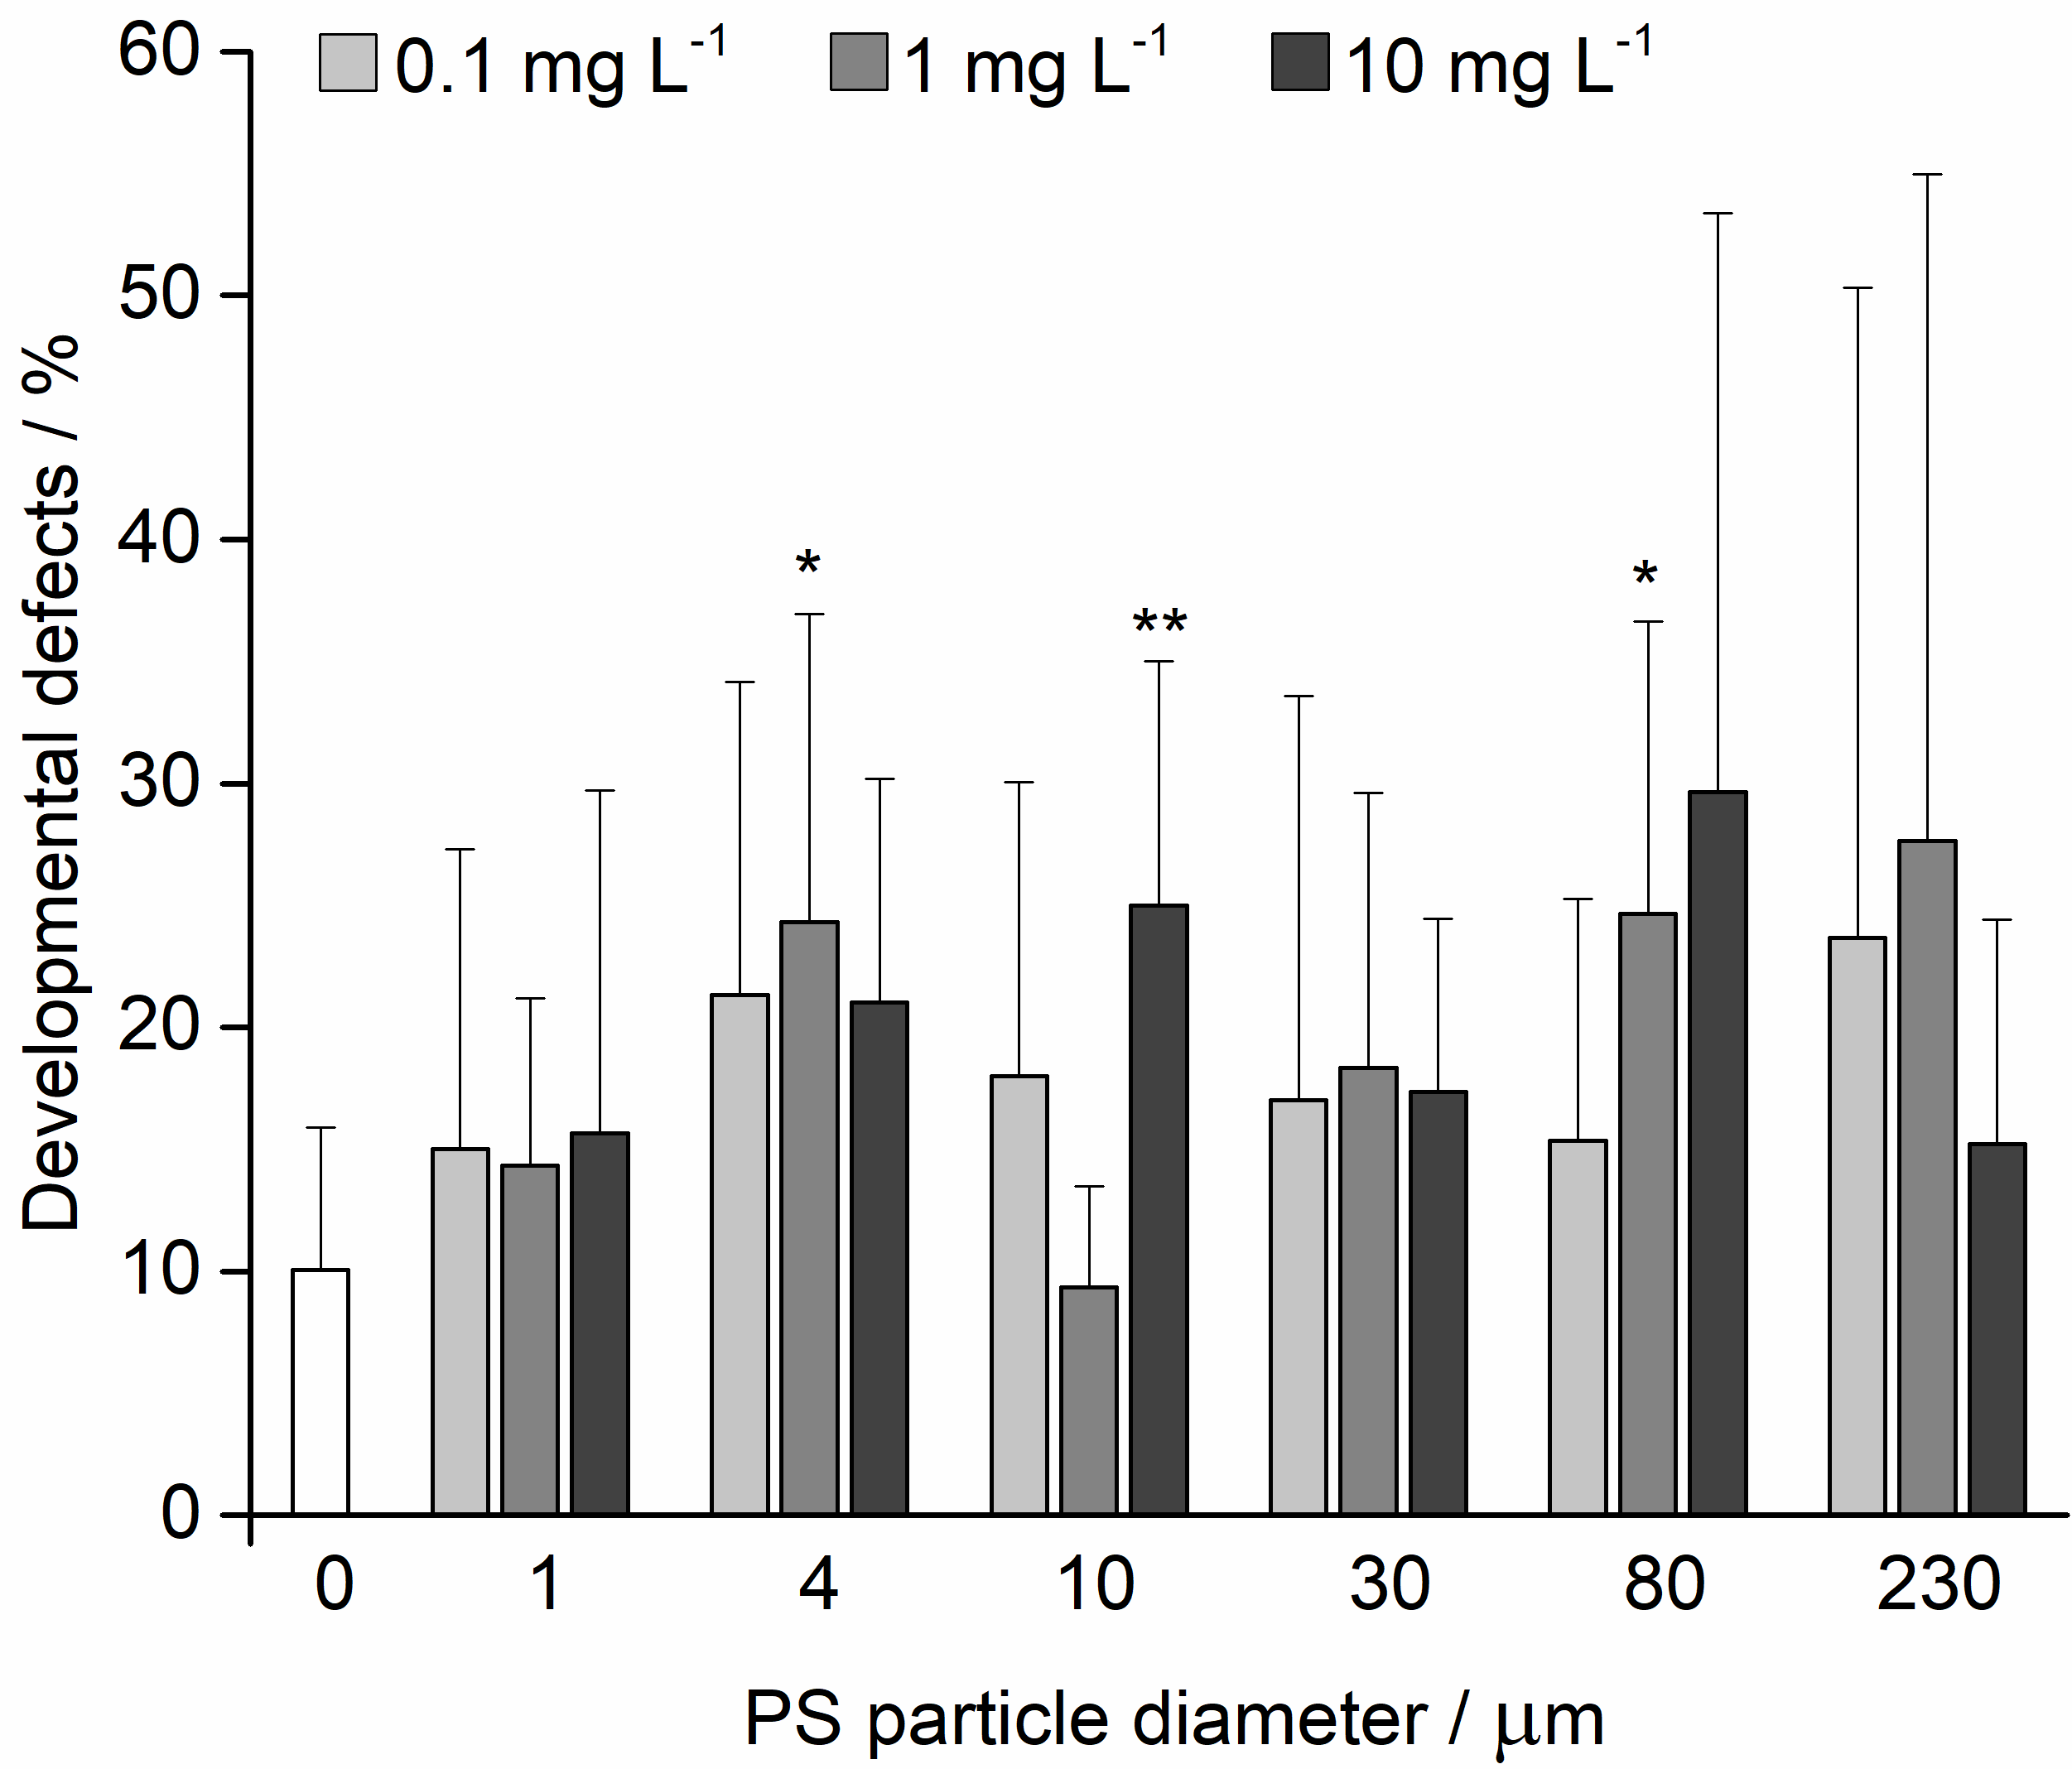 0.1 mg L-1 1 mg L-1 10 mg L-1
60
50
40
30
20
10
0
Developmental defects / %
*
**
*
0 1 4 10 30 80 230
PS particle diameter / μm